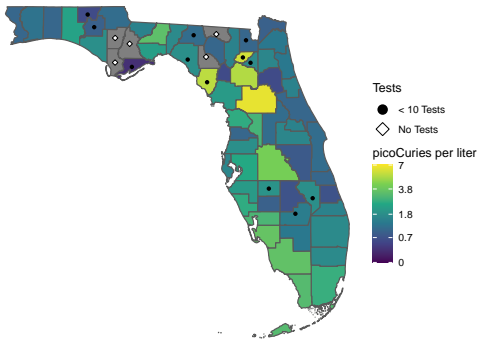 Tests
< 10 Tests
No Tests
picoCuries per liter
7
3.8
1.8
0.7
0